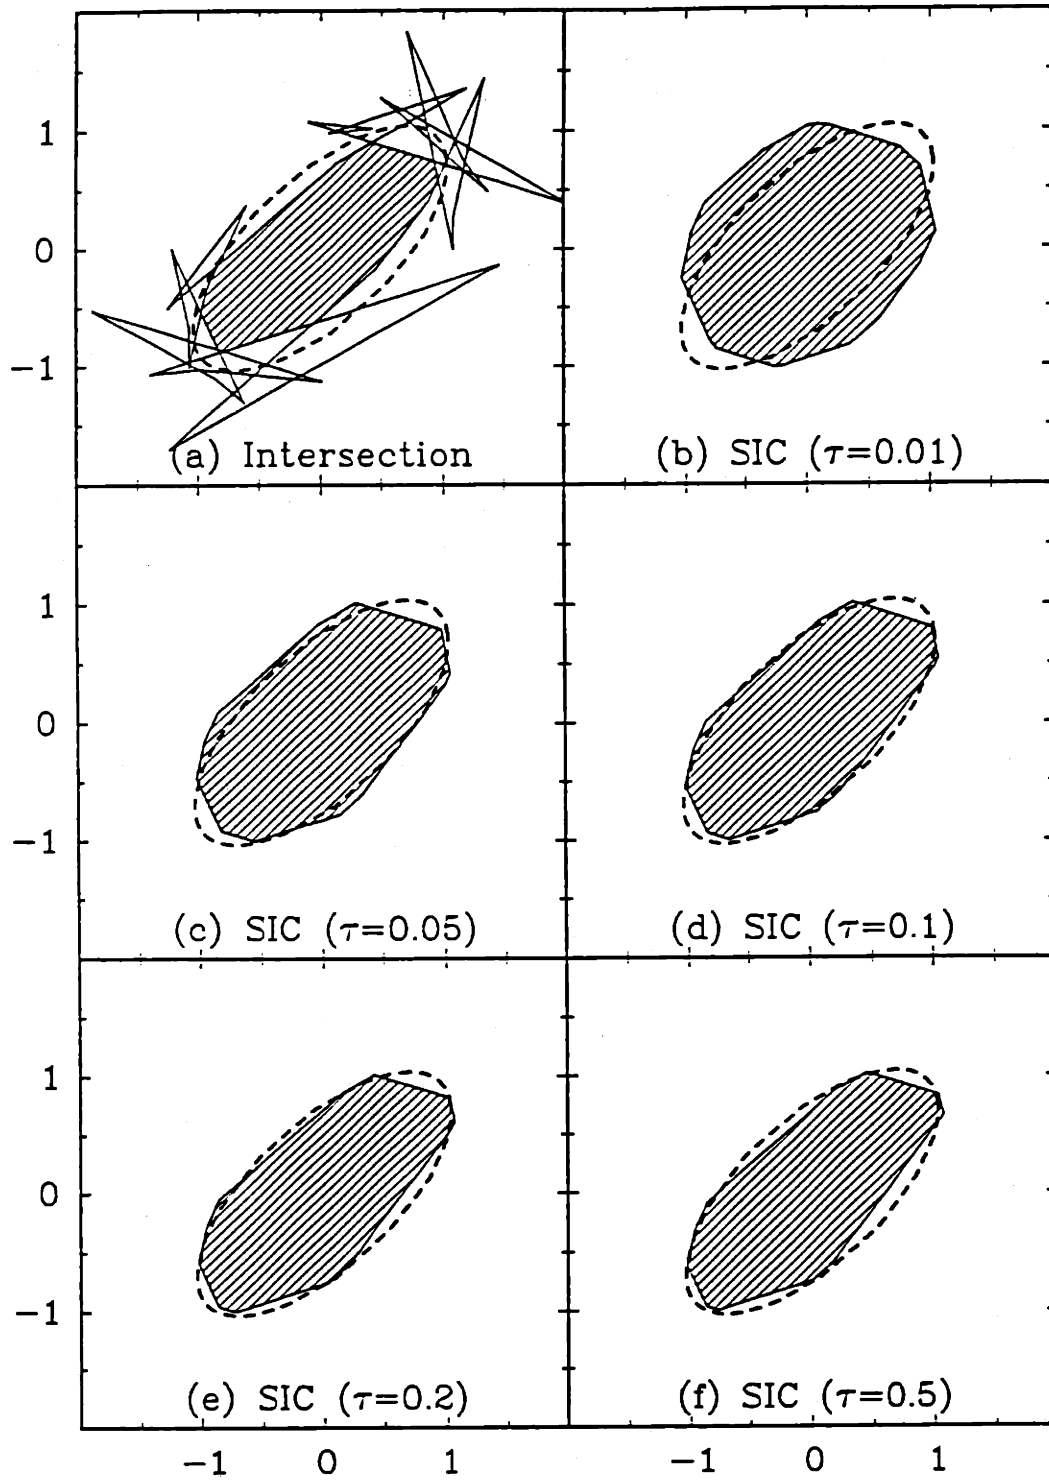 1
0
−1
(a) Intersection
(b) SIC (τ=0.01)
1
0
−1
(c) SIC (τ=0.05)
(d) SIC (τ=0.1)
1
0
−1
(e) SIC (τ=0.2)
(f) SIC (τ=0.5)
−1 0 1
−1 0 1